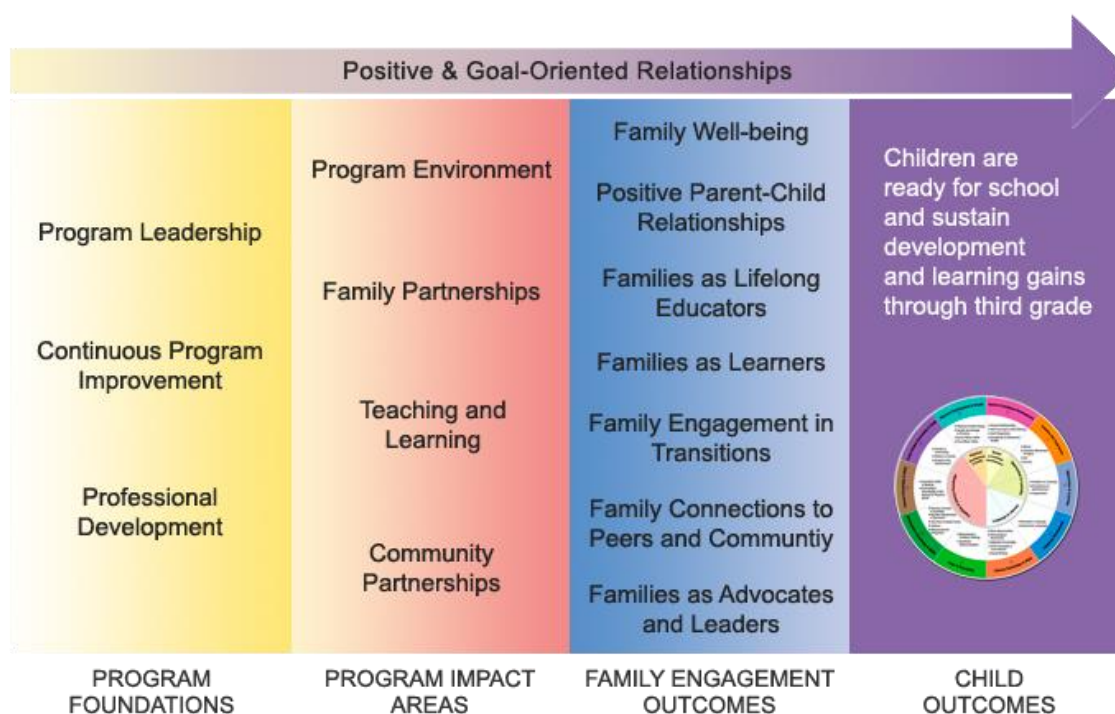 Positive & Goal-Oriented Relationships
Program Leadership
Continuous Program
Improvement
Professional
Development
PROGRAM
FOUNDATIONS
Program Environment
Family Partnerships
Teaching and
Learning
Community
Partnerships
PROGRAM IMPACT
AREAS
Family Well-being
Positive Parent-Child
Relationships
Families as Lifelong
Educators
Families as Learners
Family Engagement in
Transitions
Family Connections to
Peers and Communtiy
Families as Advocates
and Leaders
FAMILY ENGAGEMENT
OUTCOMES
Children are
ready for school
and sustain
development
and learning gains
through third grade
CHILD
OUTCOMES